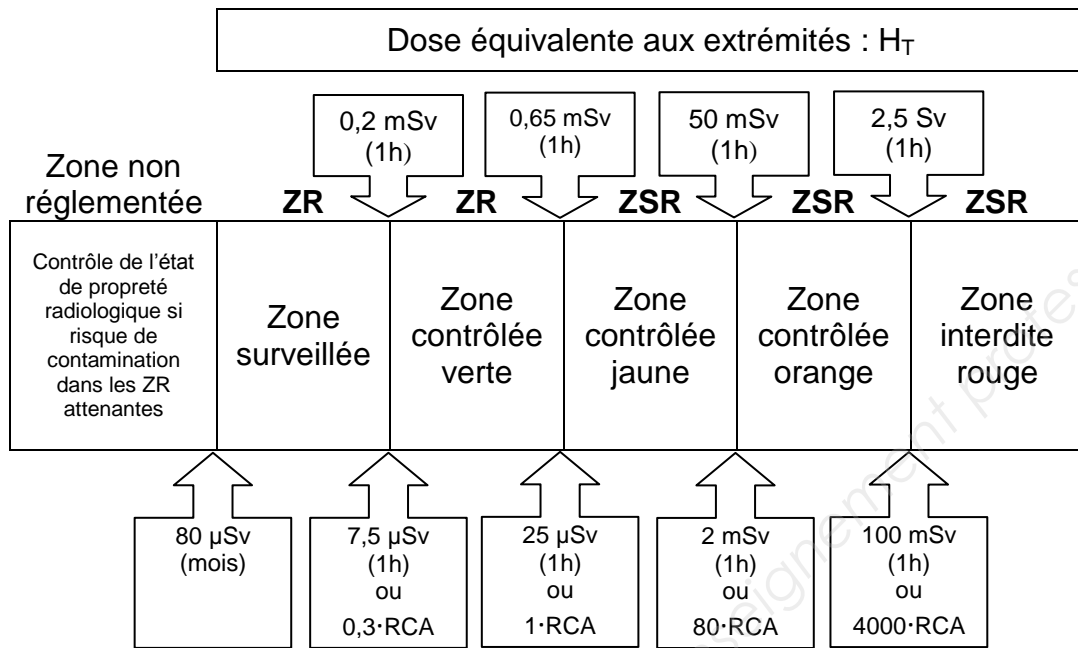 Dose équivalente aux extrémités : H_T
0,2 mSv
(1h)
0,65 mSv
(1h)
50 mSv
(1h)
2,5 Sv
(1h)
Zone non
réglementée
ZR
ZR
ZSR
ZSR
ZSR
Contrôle de l'état
de propreté
radiologique si
risque de
contamination
dans les ZR
attenantes
Zone
surveillée
Zone
contrôlée
verte
Zone
contrôlée
jaune
Zone
contrôlée
orange
Zone
interdite
rouge
80 µSv
(mois)
7,5 µSv
(1h)
ou
0,3·RCA
25 µSv
(1h)
ou
1·RCA
2 mSv
(1h)
ou
80·RCA
100 mSv
(1h)
ou
4000·RCA